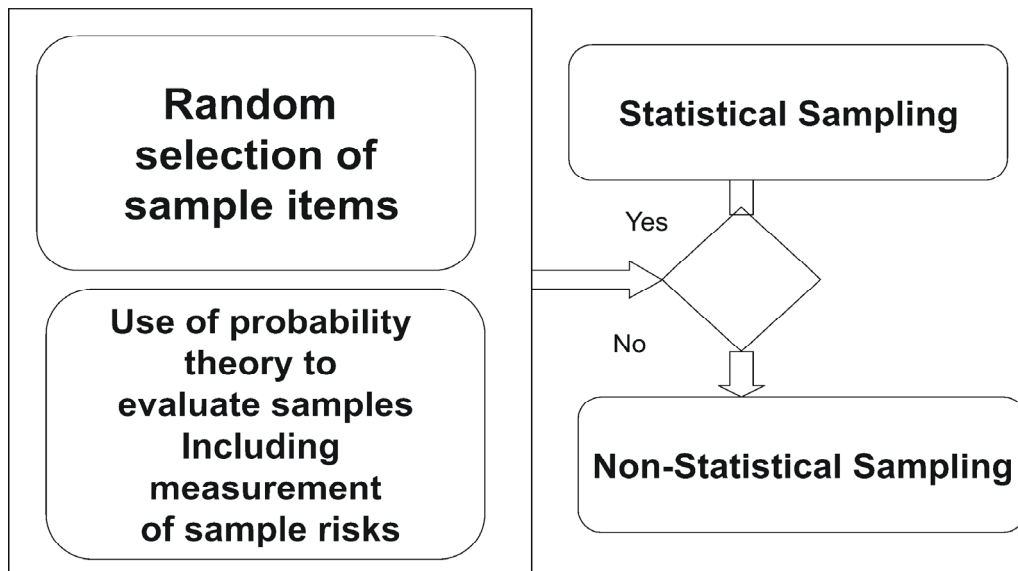 Random
selection of
sample items
Use of probability
theory to
evaluate samples
Including
measurement
of sample risks
Statistical Sampling
Yes
No
Non-Statistical Sampling